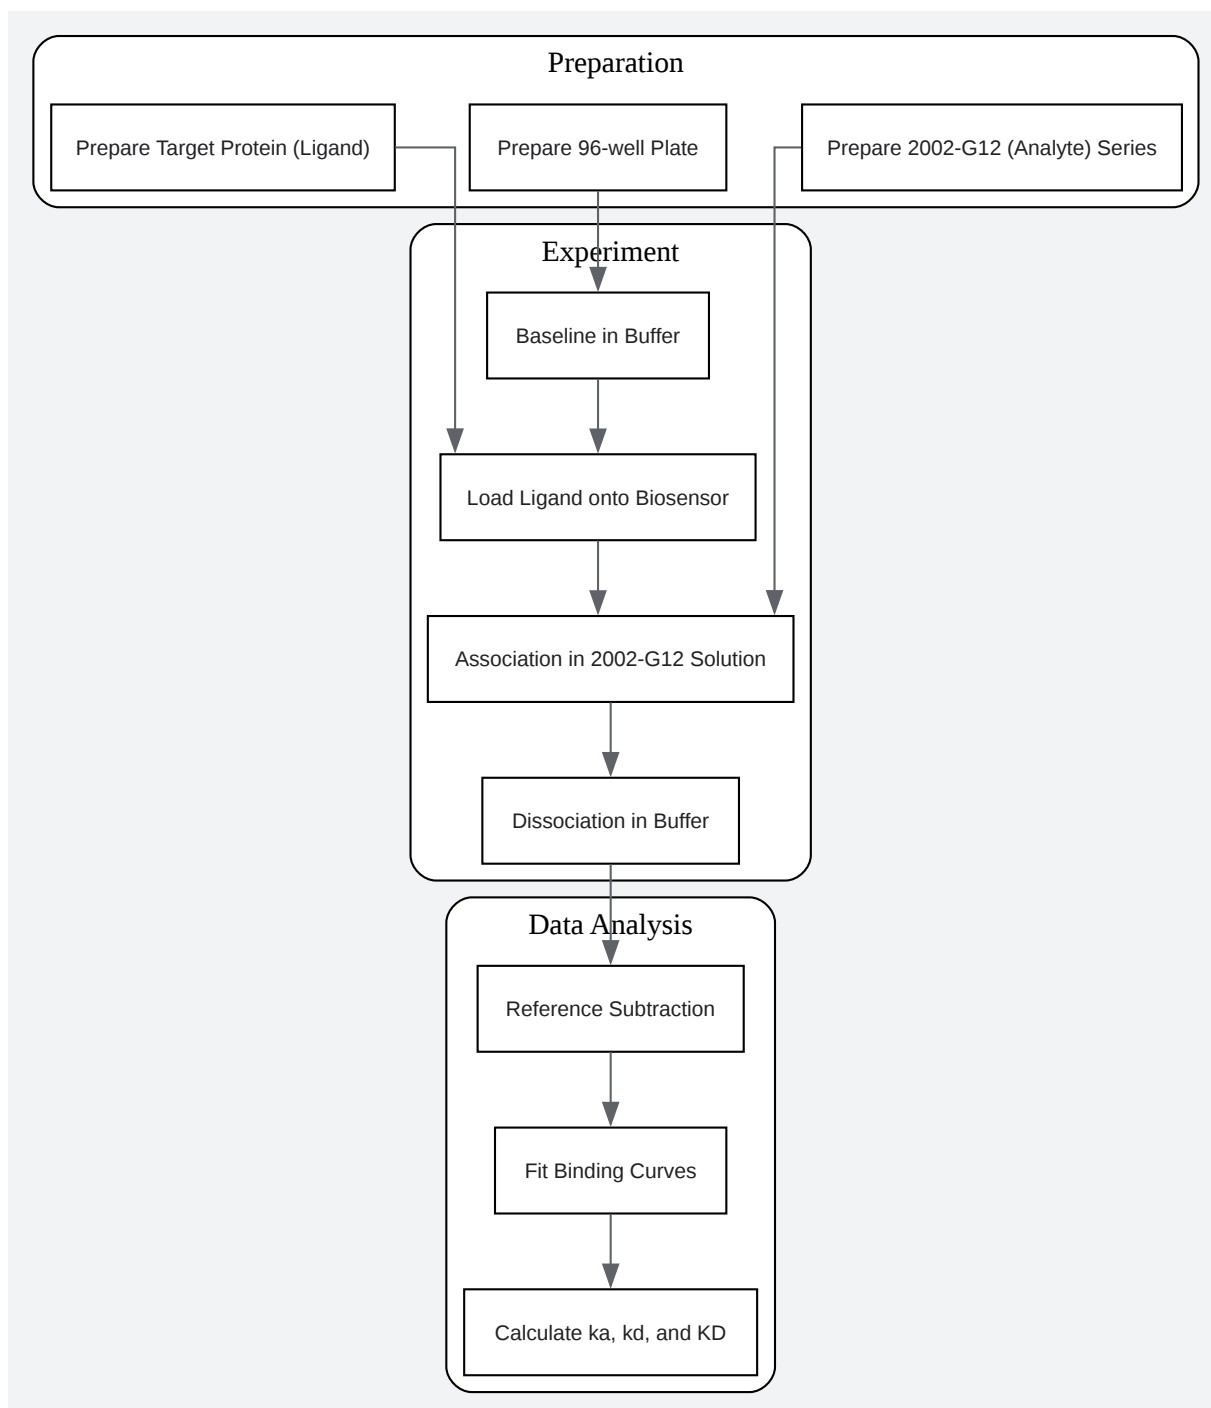 Preparation
Prepare Target Protein (Ligand)
Prepare 96-well Plate
Prepare 2002-G12 (Analyte) Series
Experiment
Baseline in Buffer
Load Ligand onto Biosensor
Association in 2002-G12 Solution
Dissociation in Buffer
Data Analysis
Reference Subtraction
Fit Binding Curves
Calculate ka, kd, and KD